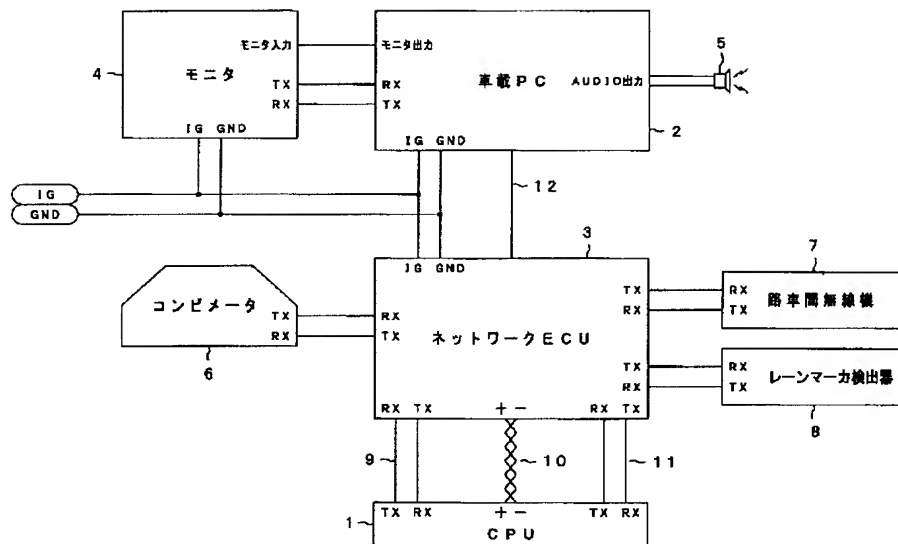 モニタ入力 モニタ出力
5
4 モニタ 車載PC AUDIO出力
TX RX
RX TX
2
IG GND IG GND
12
IG
GND
3
7
IG GND
コンビメータ TX RX 路車間無線機
RX TX
TX RX ネットワークECU
RX TX
TX RX レーンマーカ検出器
RX TX
6
8
RX TX + - RX TX
9 10 11
TX RX + - TX RX
1 CPU